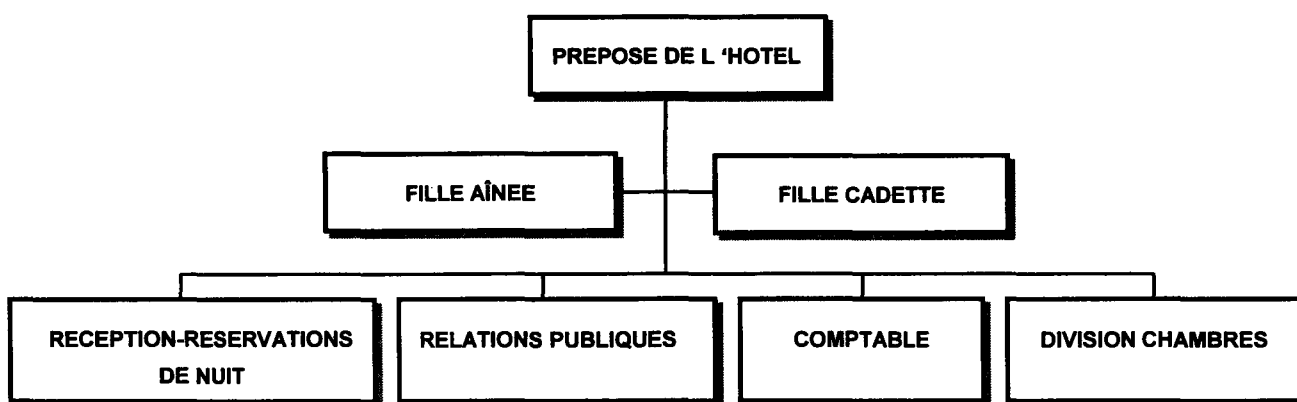 PREPOSE DE L 'HOTEL
FILLE AÎNEE
FILLE CADETTE
RECEPTION-RESERVATIONS
DE NUIT
RELATIONS PUBLIQUES
COMPTABLE
DIVISION CHAMBRES